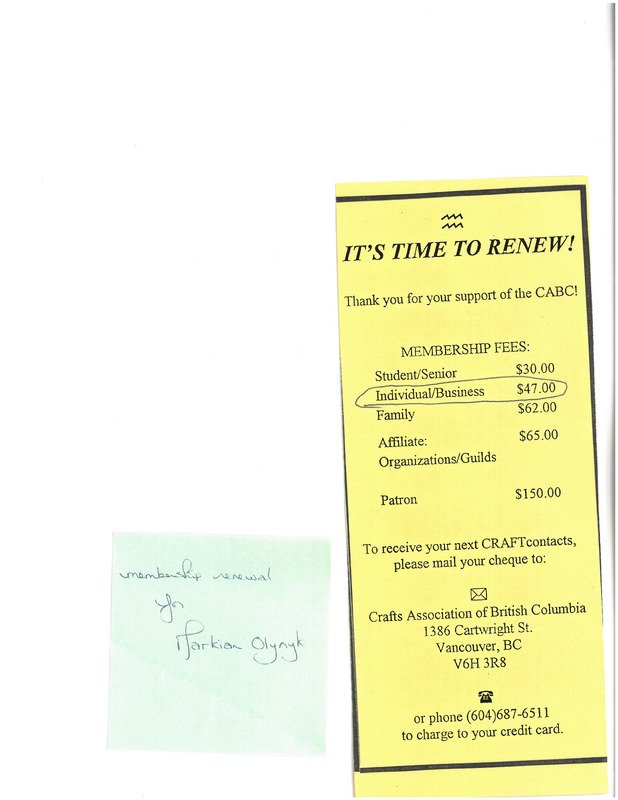 IT'S TIME TO RENEW!
Thank you for your support of the CABC!
MEMBERSHIP FEES:
Student/Senior $30.00
Individual/Business $47.00
Family $62.00
Affiliate: $65.00
Organizations/Guilds
Patron $150.00
To receive your next CRAFTcontacts,
please mail your cheque to:
Crafts Association of British Columbia
1386 Cartwright St.
Vancouver, BC
V6H 3R8
or phone (604)687-6511
to charge to your credit card.
membership renewal
for
Markian Olynyk